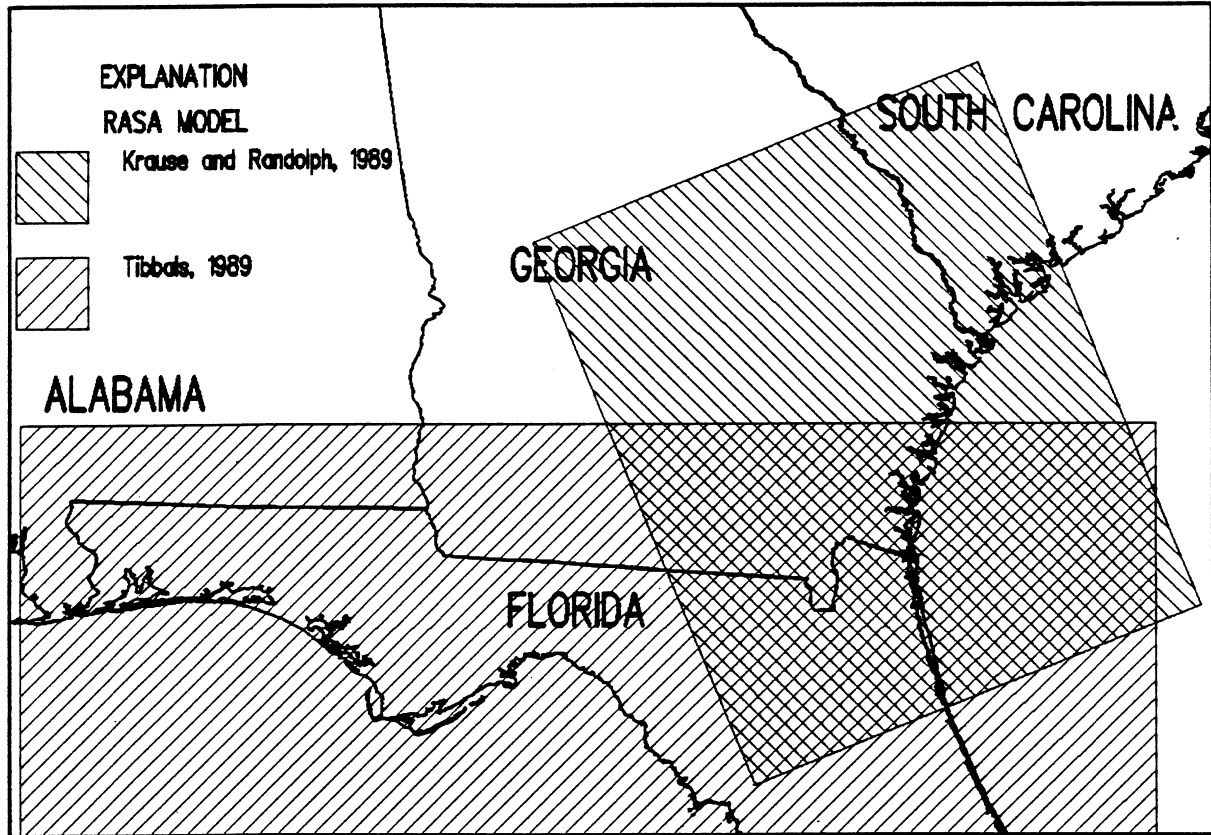 EXPLANATION
RASA MODEL
Krause and Randolph, 1989
Tibbals, 1989
SOUTH CAROLINA
GEORGIA
ALABAMA
FLORIDA